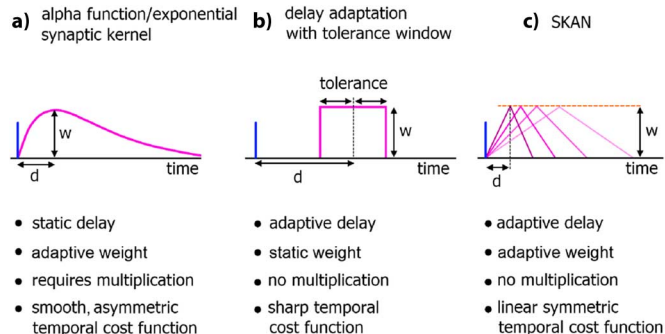 a) alpha function/exponential
synaptic kernel
w
d
time
• static delay
• adaptive weight
• requires multiplication
• smooth, asymmetric
temporal cost function
b) delay adaptation
with tolerance window
tolerance
w
d
time
• adaptive delay
• static weight
• no multiplication
• sharp temporal
cost function
c) SKAN
w
d
time
• adaptive delay
• adaptive weight
• no multiplication
• linear symmetric
temporal cost function